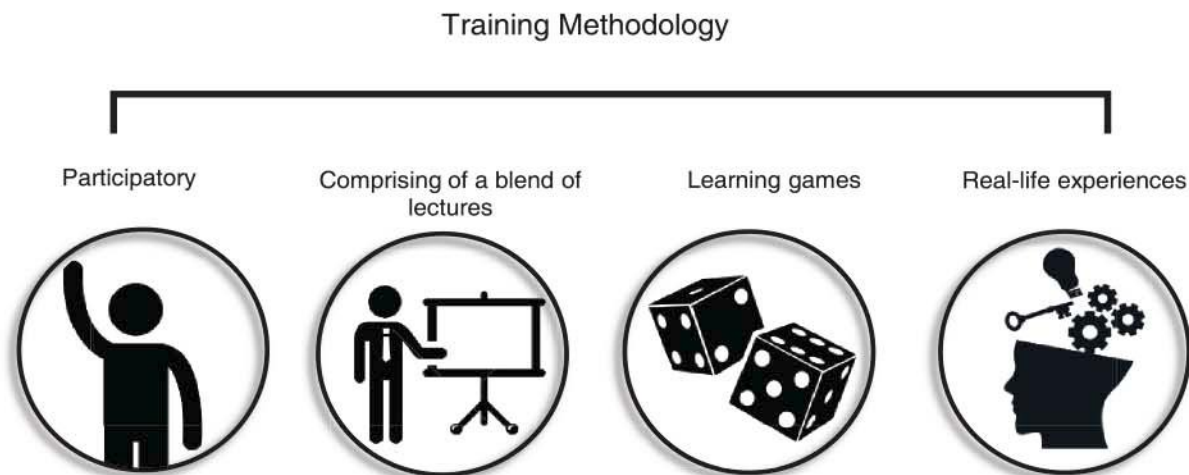 Training Methodology
Participatory
Comprising of a blend of
lectures
Learning games
Real-life experiences